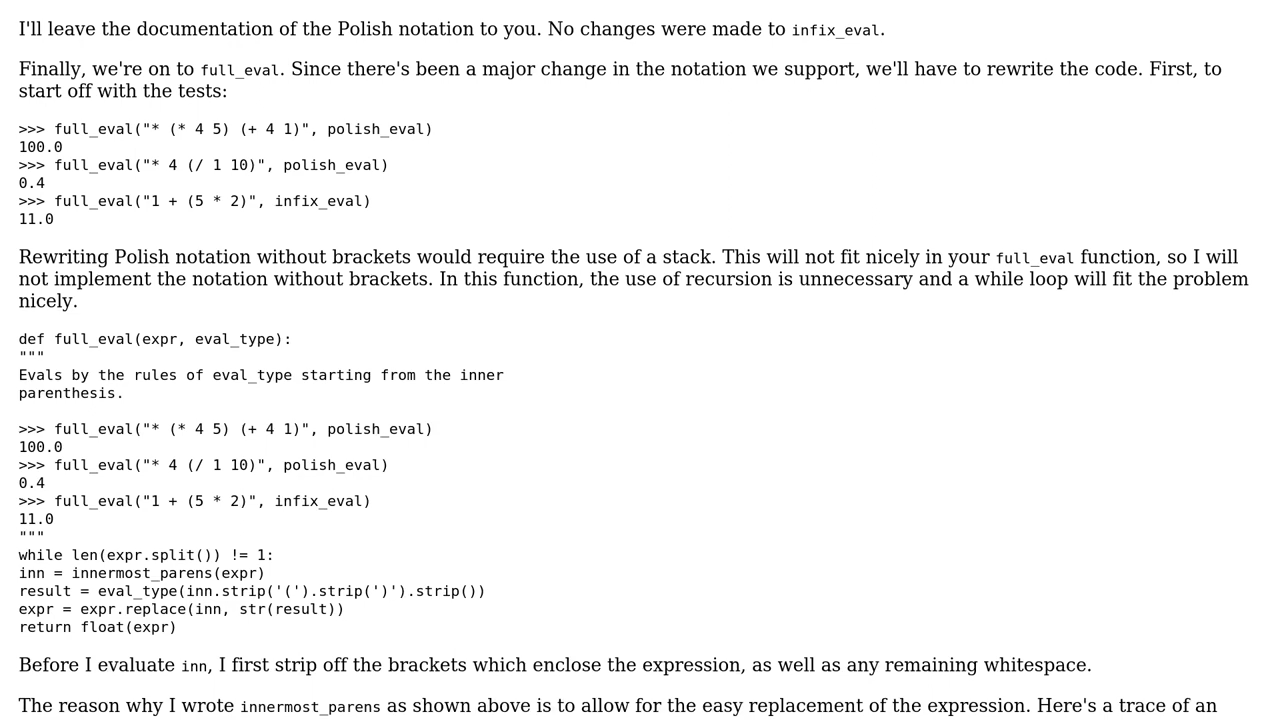 I'll leave the documentation of the Polish notation to you. No changes were made to infix_eval.
Finally, we're on to full_eval. Since there's been a major change in the notation we support, we'll have to rewrite the code. First, to
start off with the tests:
>>> full_eval("* (* 4 5) (+ 4 1)", polish_eval)
100.0
>>> full_eval("* 4 (/ 1 10)", polish_eval)
0.4
>>> full_eval("1 + (5 * 2)", infix_eval)
11.0
Rewriting Polish notation without brackets would require the use of a stack. This will not fit nicely in your full_eval function, so I will
not implement the notation without brackets. In this function, the use of recursion is unnecessary and a while loop will fit the problem
nicely.
def full_eval(expr, eval_type):
"""
Evals by the rules of eval_type starting from the inner
parenthesis.
>>> full_eval("* (* 4 5) (+ 4 1)", polish_eval)
100.0
>>> full_eval("* 4 (/ 1 10)", polish_eval)
0.4
>>> full_eval("1 + (5 * 2)", infix_eval)
11.0
"""
while len(expr.split()) != 1:
inn = innermost_parens(expr)
result = eval_type(inn.strip('(').strip(')').strip())
expr = expr.replace(inn, str(result))
return float(expr)
Before I evaluate inn, I first strip off the brackets which enclose the expression, as well as any remaining whitespace.
The reason why I wrote innermost_parens as shown above is to allow for the easy replacement of the expression. Here's a trace of an